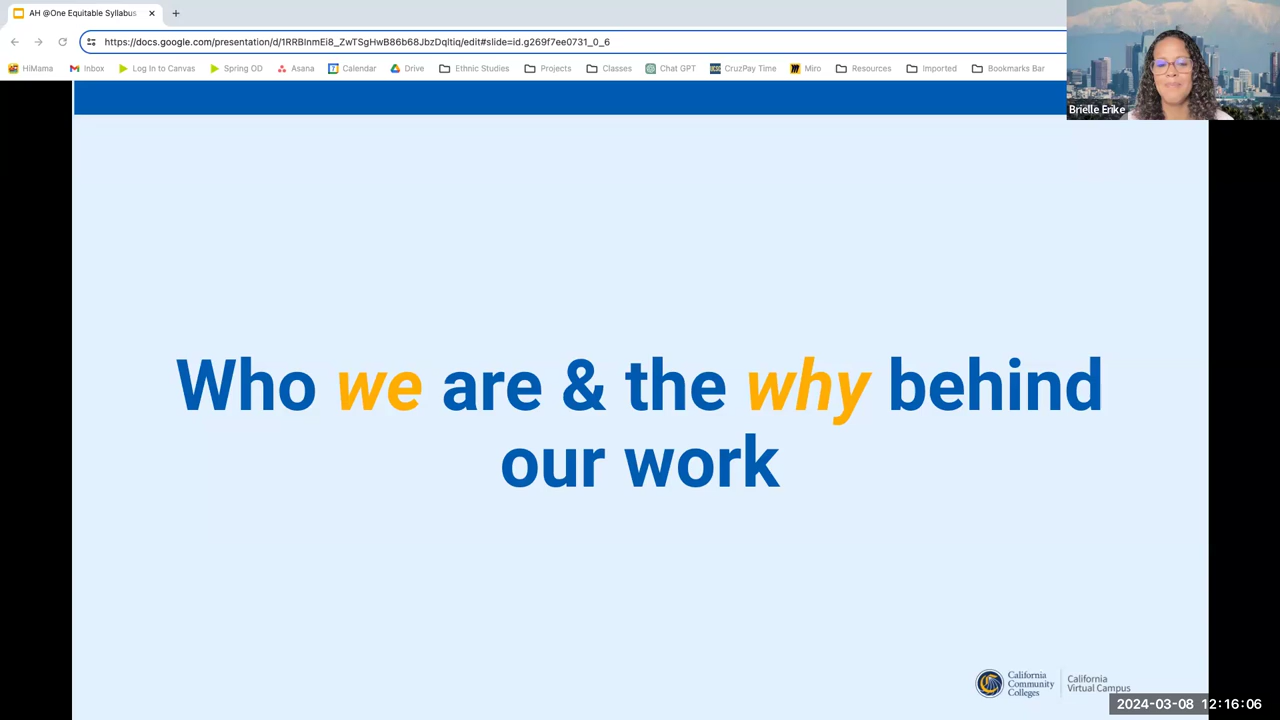 AH @One Equitable Syllabus
https://docs.google.com/presentation/d/1RRBlnmEi8_ZwTSgHwB86b68JbzDqltiq/edit#slide=id.g269f7ee0731_0_6
HiMama Inbox Log In to Canvas Spring OD Asana Calendar Drive Ethnic Studies Projects Classes Chat GPT CruzPay Time Miro Resources Imported Bookmarks Bar
Brielle Erike
Who we are & the why behind
our work
California
Community
Colleges
California
Virtual Campus
2024-03-08 12:16:06